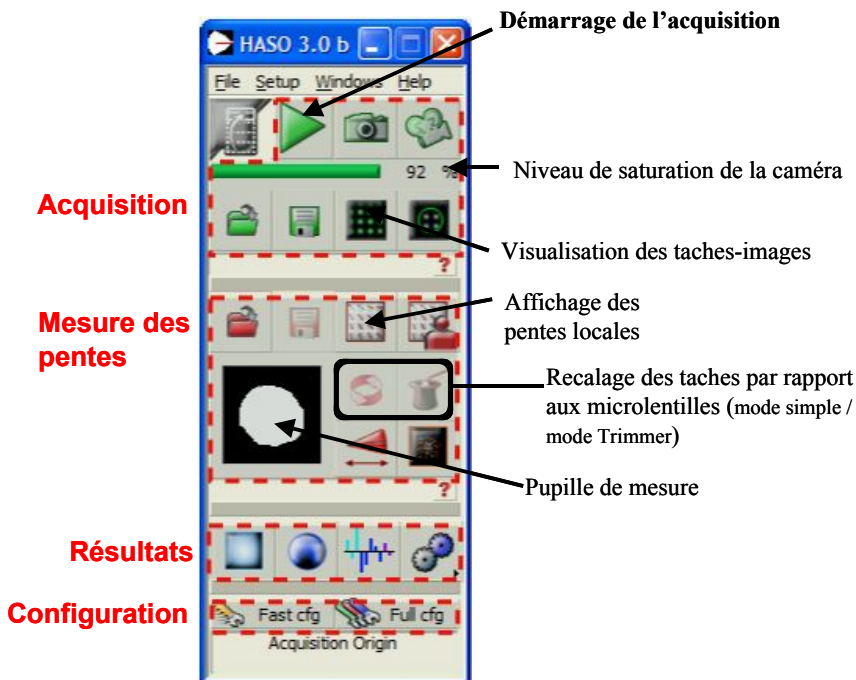 Démarrage de l'acquisition
HASO 3.0 b
File Setup Windows Help
92 %
Niveau de saturation de la caméra
Acquisition
Visualisation des taches-images
?
Affichage des
pentes locales
Mesure des
pentes
Recalage des taches par rapport
aux microlentilles (mode simple /
mode Trimmer)
Pupille de mesure
?
Résultats
Configuration
Fast cfg
Full cfg
Acquisition Origin